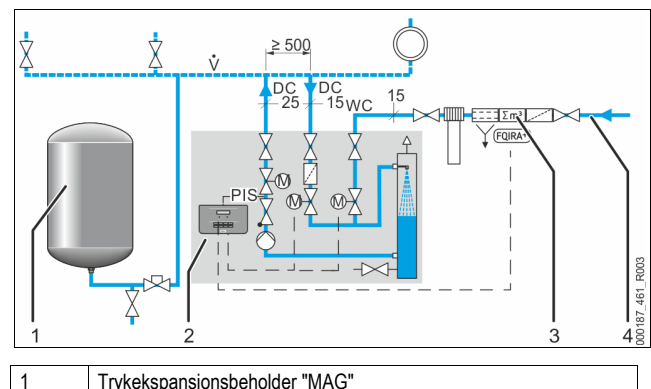 ≥ 500
V̇
DC
25
DC
15
WC
15
Σ m³
FQIRA+
PIS
M
M
M
1
2
3
4
000187_461_R003
1 Trykekspansionsbeholder "MAG"